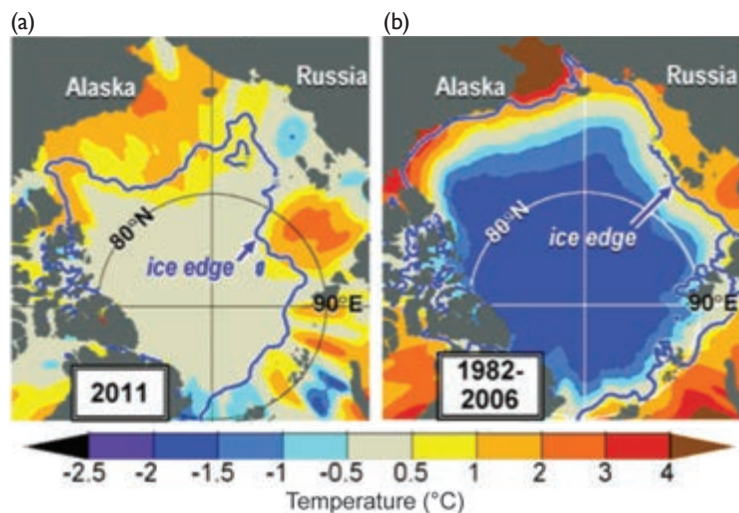 (a)
(b)
Alaska
Russia
80°N
ice edge
90°E
2011
Alaska
Russia
80°N
ice edge
90°E
1982-
2006
-2.5 -2 -1.5 -1 -0.5 0.5 1 2 3 4
Temperature (°C)